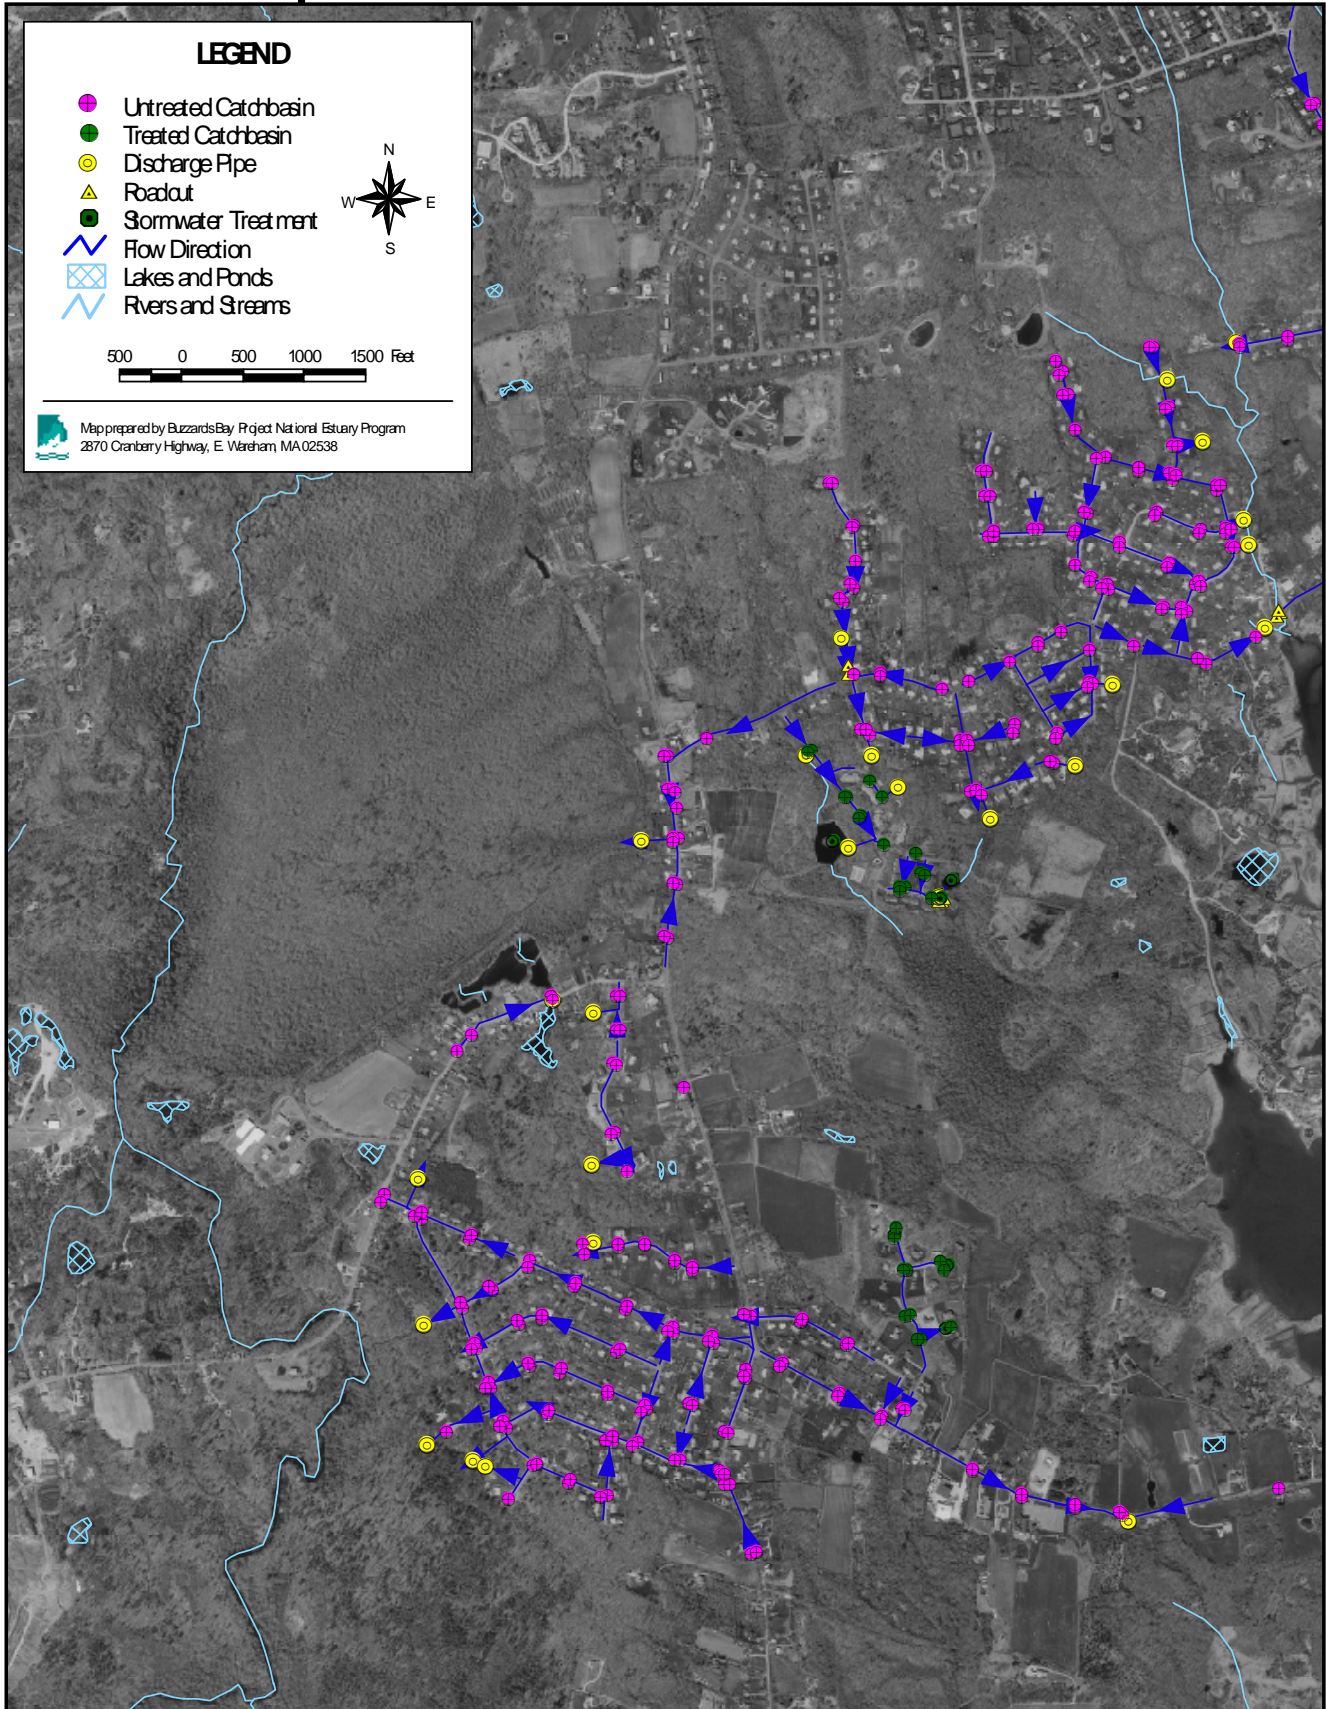 LEGEND
Untreated Catchbasin
Treated Catchbasin
Discharge Pipe
Roadcut
Stormwater Treatment
Flow Direction
Lakes and Ponds
Rivers and Streams
N
W E
S
500 0 500 1000 1500 Feet
Map prepared by Buzzards Bay Project National Estuary Program
2870 Cranberry Highway, E. Wareham, MA 02538